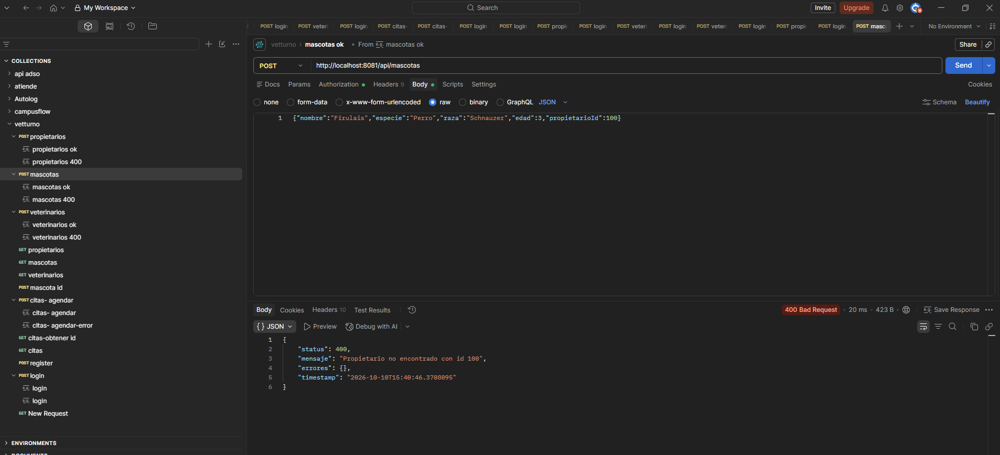 My Workspace
Search
Invite
Upgrade
POST login
POST veteri
POST login
POST citas-
POST citas-
POST login
POST login
POST propi
POST login
POST veteri
POST login
POST veteri
POST login
POST propi
POST login
POST masc
No Environment
COLLECTIONS
api adso
atiende
Autolog
campusflow
vetturno
POST propietarios
e.g. propietarios ok
e.g. propietarios 400
POST mascotas
e.g. mascotas ok
e.g. mascotas 400
POST veterinarios
e.g. veterinarios ok
e.g. veterinarios 400
GET propietarios
GET mascotas
GET veterinarios
POST mascota id
POST citas- agendar
e.g. citas- agendar
e.g. citas- agendar-error
GET citas-obtener id
GET citas
POST register
POST login
e.g. login
e.g. login
GET New Request
ENVIRONMENTS
HTTP vetturno > mascotas ok • From e.g. mascotas ok
Share
POST http://localhost:8081/api/mascotas
Send
Docs Params Authorization Headers 9 Body Scripts Settings
Cookies
none form-data x-www-form-urlencoded raw binary GraphQL JSON
Schema Beautify
1 {"nombre":"Firulais","especie":"Perro","raza":"Schnauzer","edad":3,"propietarioId":100}
Body Cookies Headers 10 Test Results
400 Bad Request • 20 ms • 423 B
e.g. Save Response
{} JSON Preview Debug with AI
1 {
2 "status": 400,
3 "mensaje": "Propietario no encontrado con id 100",
4 "errores": {},
5 "timestamp": "2026-10-10T15:40:46.3708095"
6 }